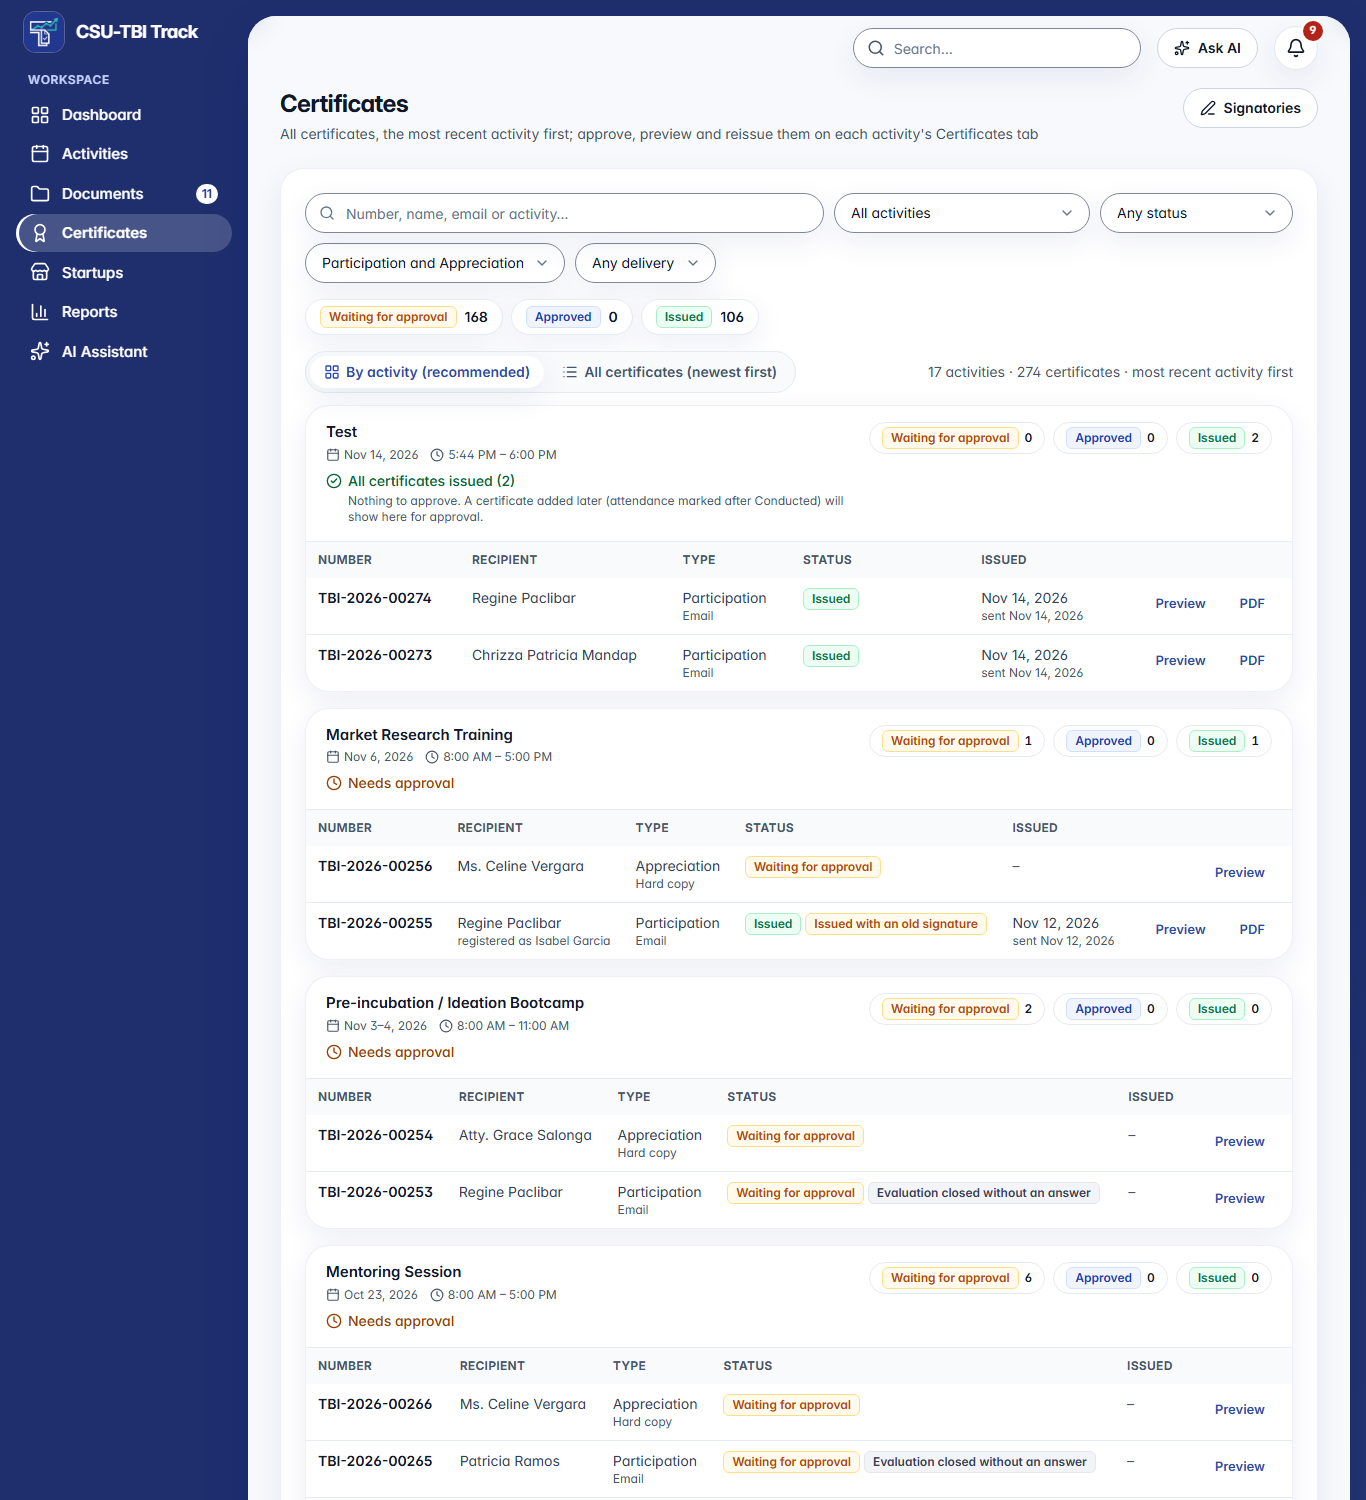 CSU-TBI Track
WORKSPACE
Dashboard
Activities
Documents 11
Certificates
Startups
Reports
AI Assistant
Search...
Ask AI
9
Certificates
All certificates, the most recent activity first; approve, preview and reissue them on each activity's Certificates tab
Signatories
Number, name, email or activity...
All activities
Any status
Participation and Appreciation
Any delivery
Waiting for approval 168
Approved 0
Issued 106
By activity (recommended)
All certificates (newest first)
17 activities · 274 certificates · most recent activity first
Test
Nov 14, 2026 5:44 PM – 6:00 PM
Waiting for approval 0
Approved 0
Issued 2
All certificates issued (2)
Nothing to approve. A certificate added later (attendance marked after Conducted) will
show here for approval.
NUMBER RECIPIENT TYPE STATUS ISSUED
TBI-2026-00274 Regine Paclibar Participation Issued Nov 14, 2026 Preview PDF
Email sent Nov 14, 2026
TBI-2026-00273 Chrizza Patricia Mandap Participation Issued Nov 14, 2026 Preview PDF
Email sent Nov 14, 2026
Market Research Training
Nov 6, 2026 8:00 AM – 5:00 PM
Waiting for approval 1
Approved 0
Issued 1
Needs approval
NUMBER RECIPIENT TYPE STATUS ISSUED
TBI-2026-00256 Ms. Celine Vergara Appreciation Waiting for approval – Preview
Hard copy
TBI-2026-00255 Regine Paclibar Participation Issued Issued with an old signature Nov 12, 2026 Preview PDF
registered as Isabel Garcia Email sent Nov 12, 2026
Pre-incubation / Ideation Bootcamp
Nov 3–4, 2026 8:00 AM – 11:00 AM
Waiting for approval 2
Approved 0
Issued 0
Needs approval
NUMBER RECIPIENT TYPE STATUS ISSUED
TBI-2026-00254 Atty. Grace Salonga Appreciation Waiting for approval – Preview
Hard copy
TBI-2026-00253 Regine Paclibar Participation Waiting for approval Evaluation closed without an answer – Preview
Email
Mentoring Session
Oct 23, 2026 8:00 AM – 5:00 PM
Waiting for approval 6
Approved 0
Issued 0
Needs approval
NUMBER RECIPIENT TYPE STATUS ISSUED
TBI-2026-00266 Ms. Celine Vergara Appreciation Waiting for approval – Preview
Hard copy
TBI-2026-00265 Patricia Ramos Participation Waiting for approval Evaluation closed without an answer – Preview
Email